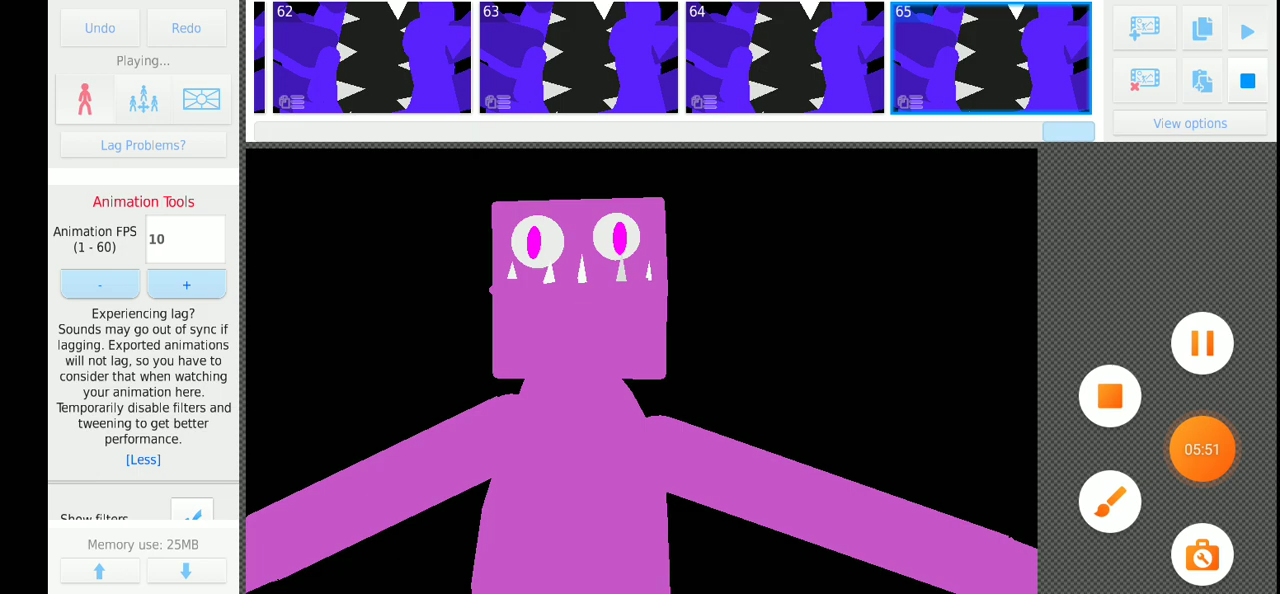 Undo
Redo
Playing...
Lag Problems?
62
63
64
65
View options
Animation Tools
Animation FPS
(1 - 60)
10
-
+
Experiencing lag?
Sounds may go out of sync if
lagging. Exported animations
will not lag, so you have to
consider that when watching
your animation here.
Temporarily disable filters and
tweening to get better
performance.
[Less]
Show filters
Memory use: 25MB
05:51